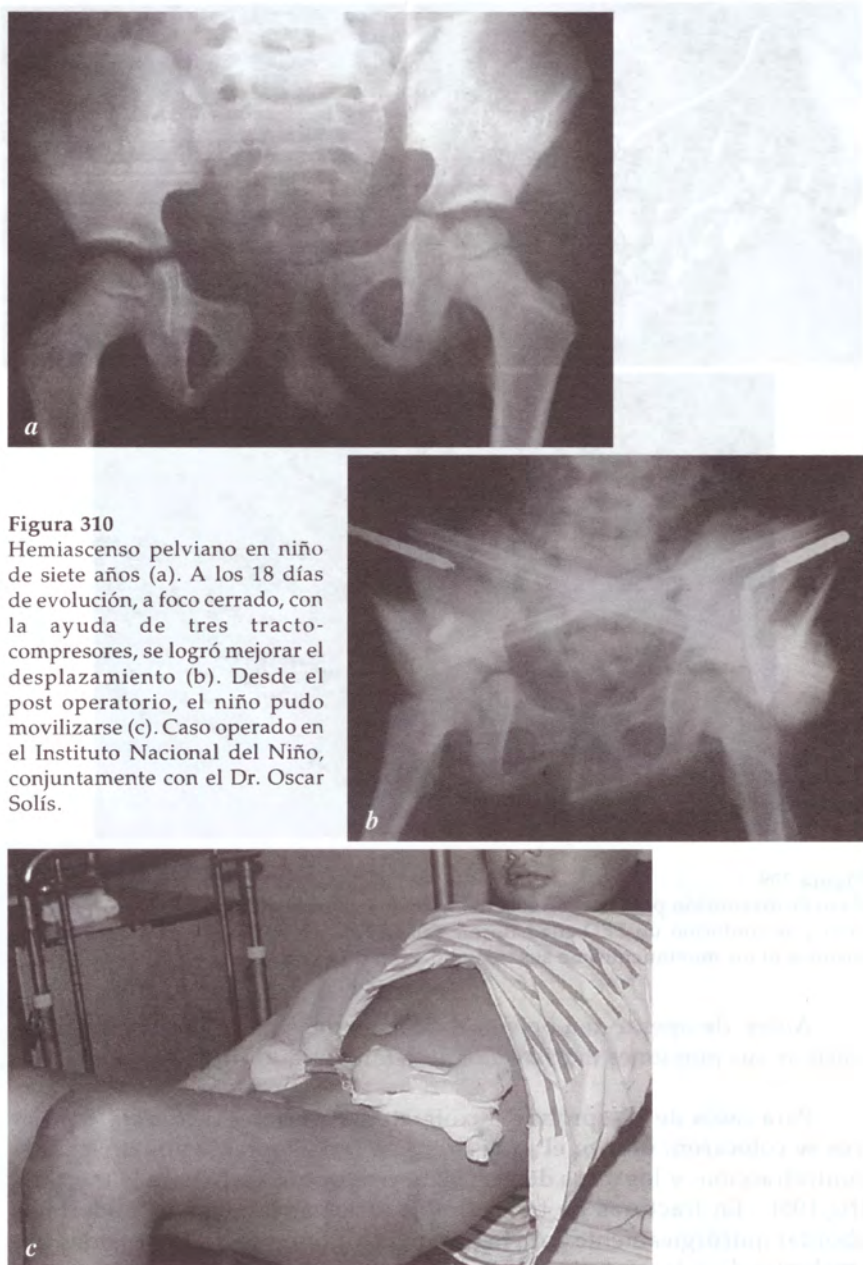 a
Figura 310
Hemiascenso pelviano en niño
de siete años (a). A los 18 días
de evolución, a foco cerrado, con
la ayuda de tres tracto-
compresores, se logró mejorar el
desplazamiento (b). Desde el
post operatorio, el niño pudo
movilizarse (c). Caso operado en
el Instituto Nacional del Niño,
conjuntamente con el Dr. Oscar
Solís.
b
c